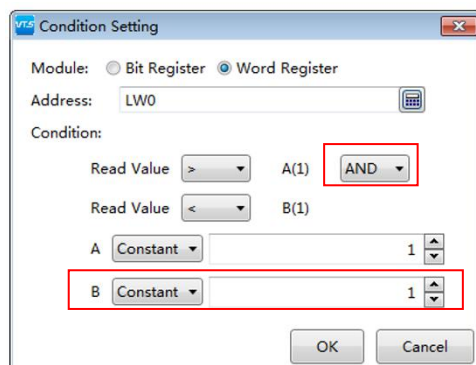 VTS Condition Setting
Module: Bit Register Word Register
Address: LW0
Condition:
Read Value > A(1) AND
Read Value < B(1)
A Constant 1
B Constant 1
OK Cancel